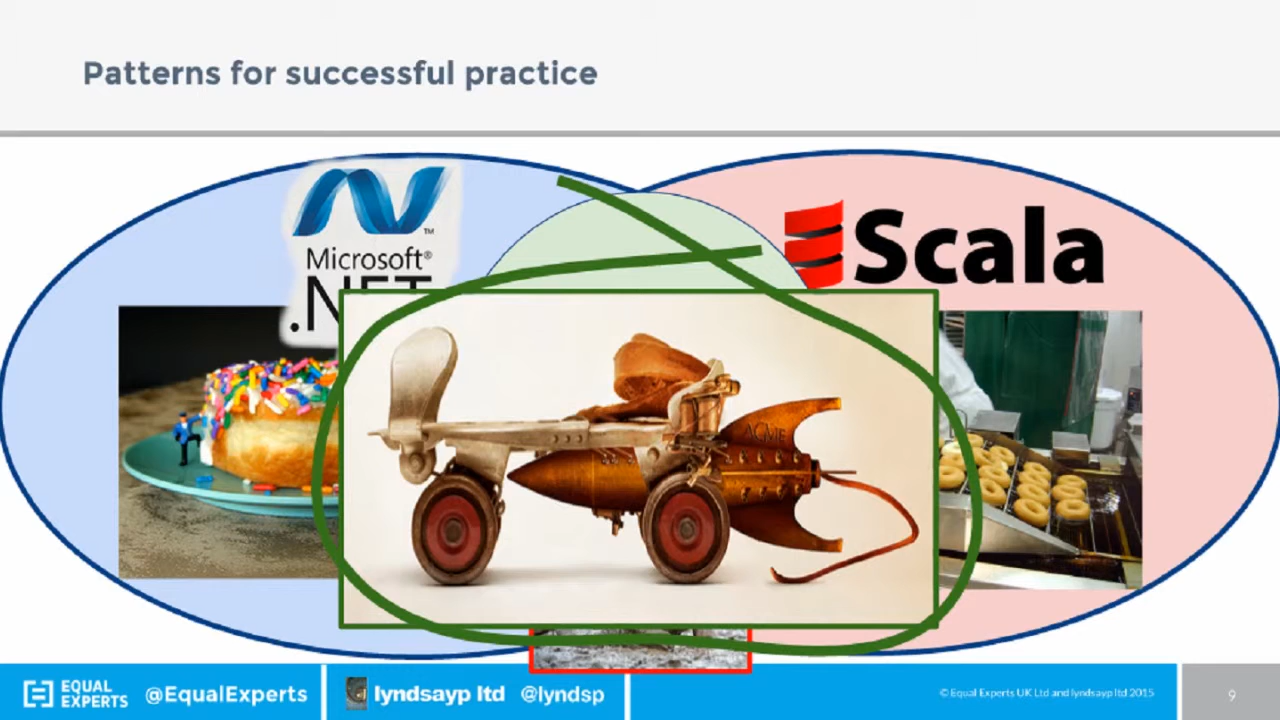 Patterns for successful practice
Microsoft®
.NET
Scala
ACME
EQUAL
EXPERTS
@EqualExperts
lyndsayp ltd
@lyndsp
© Equal Experts UK Ltd and lyndsayp ltd 2015
9